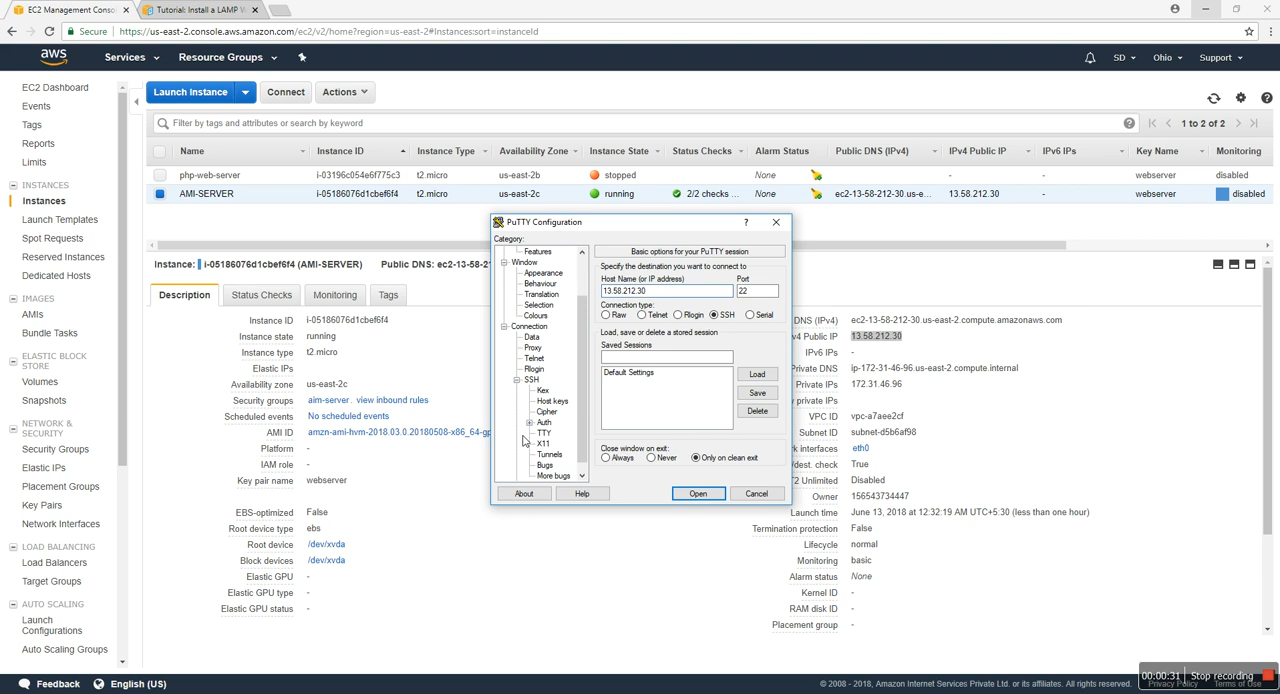 EC2 Management Conso
Tutorial: Install a LAMP W
Secure https://us-east-2.console.aws.amazon.com/ec2/v2/home?region=us-east-2#Instances:sort=instanceId
aws Services Resource Groups SD Ohio Support
EC2 Dashboard
Events
Tags
Reports
Limits
INSTANCES
Instances
Launch Templates
Spot Requests
Reserved Instances
Dedicated Hosts
IMAGES
AMIs
Bundle Tasks
ELASTIC BLOCK
STORE
Volumes
Snapshots
NETWORK &
SECURITY
Security Groups
Elastic IPs
Placement Groups
Key Pairs
Network Interfaces
LOAD BALANCING
Load Balancers
Target Groups
AUTO SCALING
Launch
Configurations
Auto Scaling Groups
Launch Instance Connect Actions
Filter by tags and attributes or search by keyword 1 to 2 of 2
Name Instance ID Instance Type Availability Zone Instance State Status Checks Alarm Status Public DNS (IPv4) IPv4 Public IP IPv6 IPs Key Name Monitoring
php-web-server i-03196c054e6f775c3 t2.micro us-east-2b stopped None - - webserver disabled
AMI-SERVER i-05186076d1cbef6f4 t2.micro us-east-2c running 2/2 checks ... None ec2-13-58-212-30.us-e... 13.58.212.30 - webserver disabled
Instance: i-05186076d1cbef6f4 (AMI-SERVER) Public DNS: ec2-13-58-2
Description Status Checks Monitoring Tags
Instance ID i-05186076d1cbef6f4
Instance state running
Instance type t2.micro
Elastic IPs
Availability zone us-east-2c
Security groups aim-server. view inbound rules
Scheduled events No scheduled events
AMI ID amzn-ami-hvm-2018.03.0.20180508-x86_64-gp
Platform -
IAM role -
Key pair name webserver
EBS-optimized False
Root device type ebs
Root device /dev/xvda
Block devices /dev/xvda
Elastic GPU -
Elastic GPU type -
Elastic GPU status -
PuTTY Configuration ? ×
Category:
Features
Window
Appearance
Behaviour
Translation
Selection
Colours
Connection
Data
Proxy
Telnet
Rlogin
SSH
Kex
Host keys
Cipher
Auth
TTY
X11
Tunnels
Bugs
More bugs
Basic options for your PuTTY session
Specify the destination you want to connect to
Host Name (or IP address) Port
13.58.212.30 22
Connection type:
Raw Telnet Rlogin SSH Serial
Load, save or delete a stored session
Saved Sessions
Default Settings
Load
Save
Delete
Close window on exit:
Always Never Only on clean exit
About Help Open Cancel
DNS (IPv4) ec2-13-58-212-30.us-east-2.compute.amazonaws.com
v4 Public IP 13.58.212.30
IPv6 IPs -
Private DNS ip-172-31-46-96.us-east-2.compute.internal
Private IPs 172.31.46.96
y private IPs
VPC ID vpc-a7aee2cf
Subnet ID subnet-d5b6af98
k interfaces eth0
/dest. check True
2 Unlimited Disabled
Owner 156543734447
Launch time June 13, 2018 at 12:32:19 AM UTC+5:30 (less than one hour)
Termination protection False
Lifecycle normal
Monitoring basic
Alarm status None
Kernel ID -
RAM disk ID -
Placement group -
Feedback English (US) © 2008 - 2018, Amazon Internet Services Private Ltd. or its affiliates. All rights reserved. Privacy Policy Terms of Use
00:00:31 Stop recording